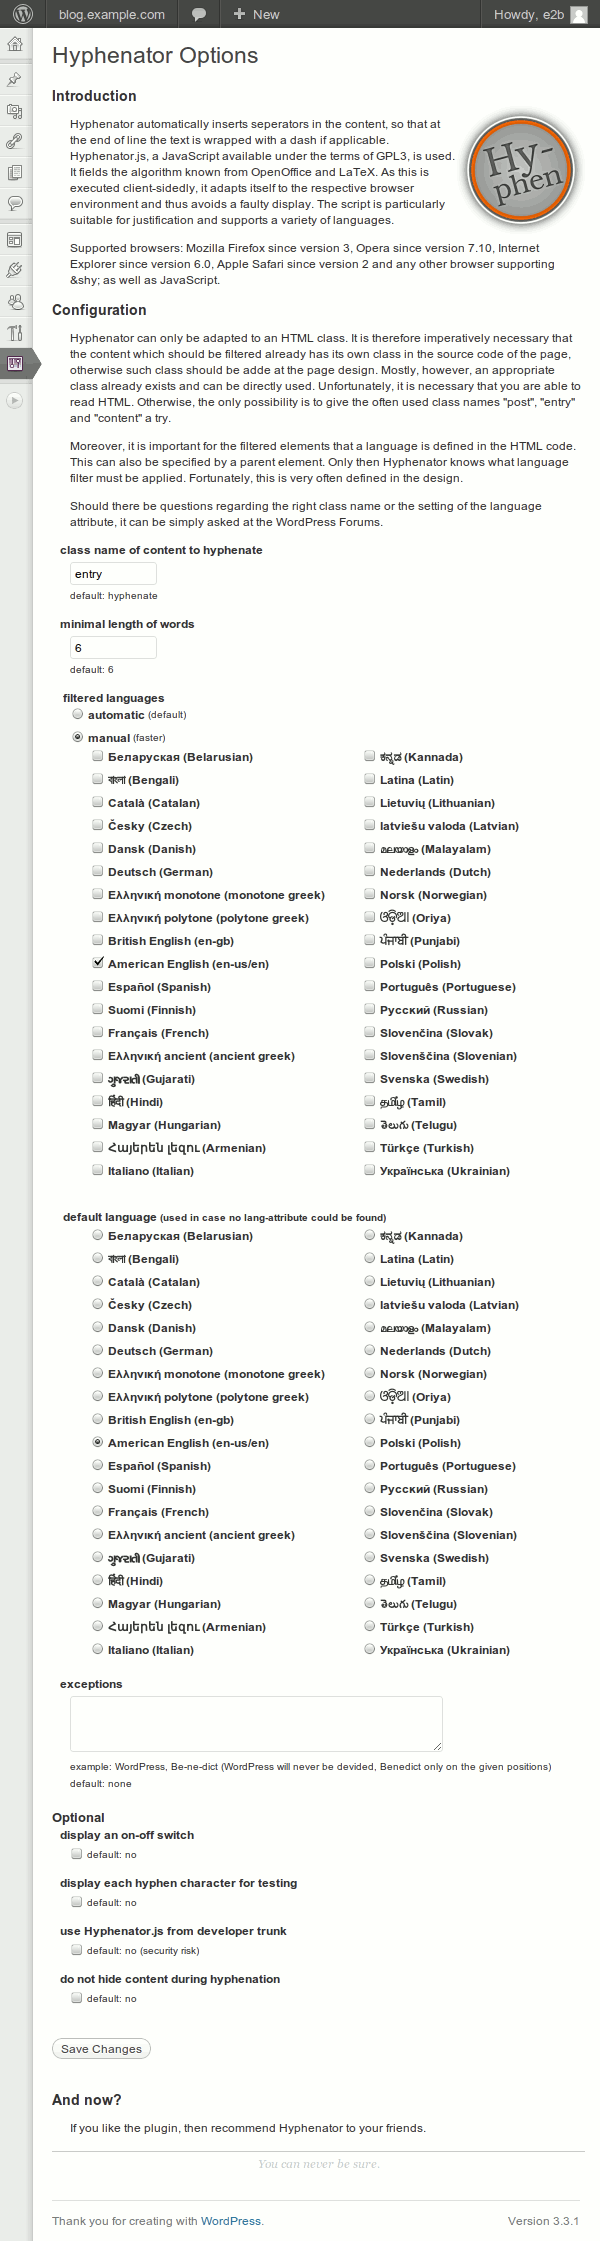 blog.example.com
New
Howdy, e2b
Hyphenator Options
Introduction
Hyphenator automatically inserts seperators in the content, so that at
the end of line the text is wrapped with a dash if applicable.
Hyphenator.js, a JavaScript available under the terms of GPL3, is used.
It fields the algorithm known from OpenOffice and LaTeX. As this is
executed client-sidedly, it adapts itself to the respective browser
environment and thus avoids a faulty display. The script is particularly
suitable for justification and supports a variety of languages.
Hy-
phen
Supported browsers: Mozilla Firefox since version 3, Opera since version 7.10, Internet
Explorer since version 6.0, Apple Safari since version 2 and any other browser supporting
&shy; as well as JavaScript.
Configuration
Hyphenator can only be adapted to an HTML class. It is therefore imperatively necessary that
the content which should be filtered already has its own class in the source code of the page,
otherwise such class should be adde at the page design. Mostly, however, an appropriate
class already exists and can be directly used. Unfortunately, it is necessary that you are able to
read HTML. Otherwise, the only possibility is to give the often used class names "post", "entry"
and "content" a try.
Moreover, it is important for the filtered elements that a language is defined in the HTML code.
This can also be specified by a parent element. Only then Hyphenator knows what language
filter must be applied. Fortunately, this is very often defined in the design.
Should there be questions regarding the right class name or the setting of the language
attribute, it can be simply asked at the WordPress Forums.
class name of content to hyphenate
entry
default: hyphenate
minimal length of words
6
default: 6
filtered languages
automatic (default)
manual (faster)
Беларуская (Belarusian)
বাংলা (Bengali)
Català (Catalan)
Česky (Czech)
Dansk (Danish)
Deutsch (German)
Ελληνική monotone (monotone greek)
Ελληνική polytone (polytone greek)
British English (en-gb)
American English (en-us/en)
Español (Spanish)
Suomi (Finnish)
Français (French)
Ελληνική ancient (ancient greek)
ગુજરાતી (Gujarati)
हिंदी (Hindi)
Magyar (Hungarian)
Հայերեն լեզու (Armenian)
Italiano (Italian)
ಕನ್ನಡ (Kannada)
Latina (Latin)
Lietuvių (Lithuanian)
latviešu valoda (Latvian)
മലയാളം (Malayalam)
Nederlands (Dutch)
Norsk (Norwegian)
ଓଡ଼ିଆ (Oriya)
ਪੰਜਾਬੀ (Punjabi)
Polski (Polish)
Português (Portuguese)
Русский (Russian)
Slovenčina (Slovak)
Slovenščina (Slovenian)
Svenska (Swedish)
தமிழ் (Tamil)
తెలుగు (Telugu)
Türkçe (Turkish)
Українська (Ukrainian)
default language (used in case no lang-attribute could be found)
Беларуская (Belarusian)
বাংলা (Bengali)
Català (Catalan)
Česky (Czech)
Dansk (Danish)
Deutsch (German)
Ελληνική monotone (monotone greek)
Ελληνική polytone (polytone greek)
British English (en-gb)
American English (en-us/en)
Español (Spanish)
Suomi (Finnish)
Français (French)
Ελληνική ancient (ancient greek)
ગુજરાતી (Gujarati)
हिंदी (Hindi)
Magyar (Hungarian)
Հայերեն լեզու (Armenian)
Italiano (Italian)
ಕನ್ನಡ (Kannada)
Latina (Latin)
Lietuvių (Lithuanian)
latviešu valoda (Latvian)
മലയാളം (Malayalam)
Nederlands (Dutch)
Norsk (Norwegian)
ଓଡ଼ିଆ (Oriya)
ਪੰਜਾਬੀ (Punjabi)
Polski (Polish)
Português (Portuguese)
Русский (Russian)
Slovenčina (Slovak)
Slovenščina (Slovenian)
Svenska (Swedish)
தமிழ் (Tamil)
తెలుగు (Telugu)
Türkçe (Turkish)
Українська (Ukrainian)
exceptions
example: WordPress, Be-ne-dict (WordPress will never be devided, Benedict only on the given positions)
default: none
Optional
display an on-off switch
default: no
display each hyphen character for testing
default: no
use Hyphenator.js from developer trunk
default: no (security risk)
do not hide content during hyphenation
default: no
Save Changes
And now?
If you like the plugin, then recommend Hyphenator to your friends.
You can never be sure.
Thank you for creating with WordPress.
Version 3.3.1